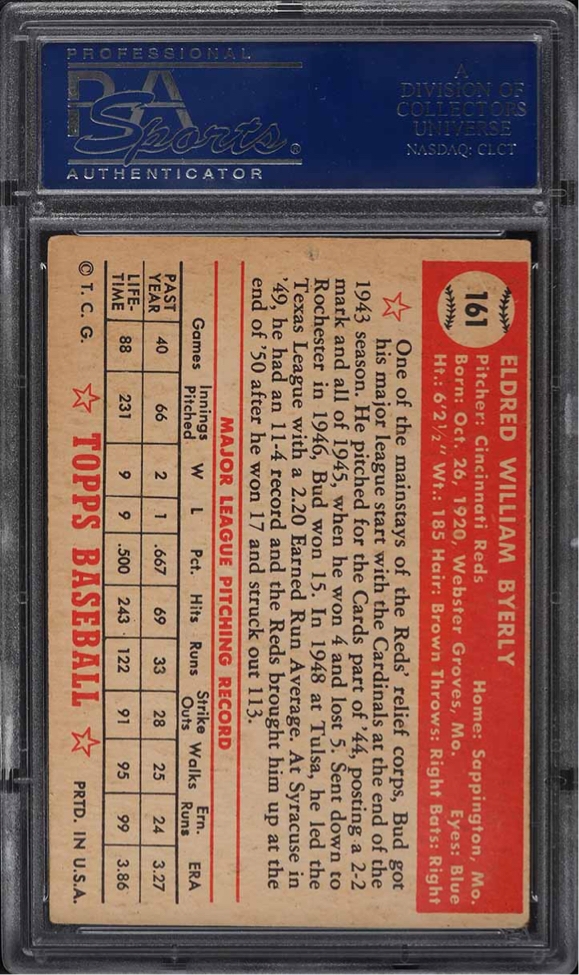 PROFESSIONAL
PSA
Sports®
AUTHENTICATOR
A
DIVISION OF
COLLECTORS
UNIVERSE
NASDAQ: CLCT
161
ELDRED WILLIAM BYERLY
Pitcher: Cincinnati Reds Home: Sappington, Mo.
Born: Oct. 26, 1920, Webster Groves, Mo. Eyes: Blue
Ht.: 6'2½" Wt.: 185 Hair: Brown Throws: Right Bats: Right
One of the mainstays of the Reds' relief corps, Bud got
his major league start with the Cardinals at the end of the
1943 season. He pitched for the Cards part of '44, posting a 2-2
mark and all of 1945, when he won 4 and lost 5. Sent down to
Rochester in 1946, Bud won 15. In 1948 at Tulsa, he led the
Texas League with a 2.20 Earned Run Average. At Syracuse in
'49, he had an 11-4 record and the Reds brought him up at the
end of '50 after he won 17 and struck out 113.
MAJOR LEAGUE PITCHING RECORD
Games Innings Pitched W L Pct. Hits Runs Strike Outs Walks Ern. Runs ERA
PAST YEAR 40 66 2 1 .667 69 33 28 25 24 3.27
LIFE-TIME 88 231 9 9 .500 243 122 91 95 99 3.86
© T. C. G. TOPPS BASEBALL PRTD. IN U.S.A.